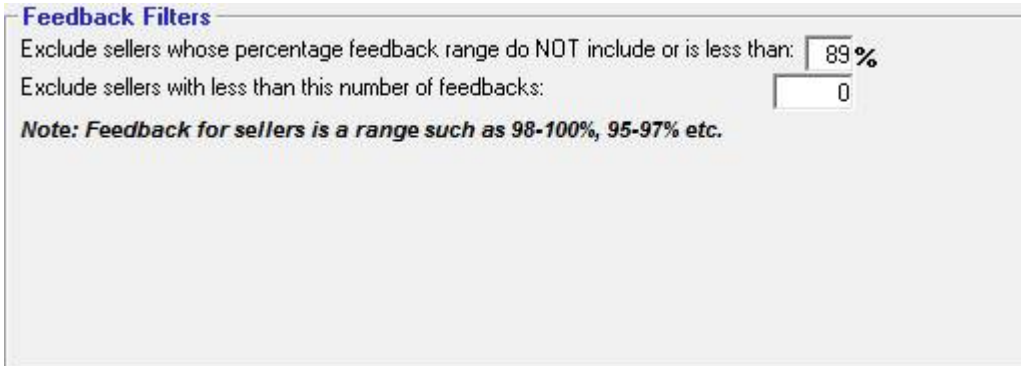 Feedback Filters
Exclude sellers whose percentage feedback range do NOT include or is less than: 89%
Exclude sellers with less than this number of feedbacks: 0
Note: Feedback for sellers is a range such as 98-100%, 95-97% etc.